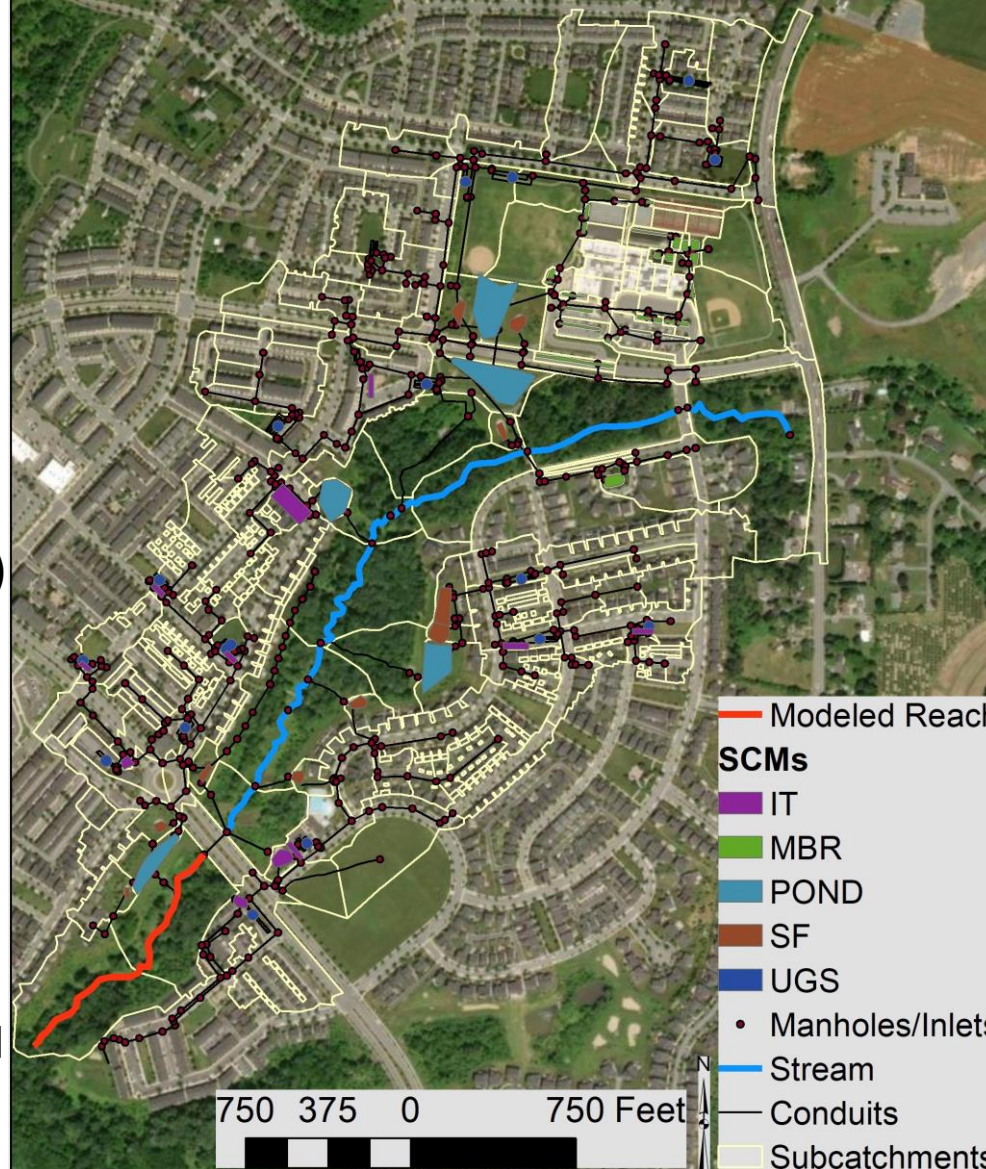 Modeled Reach
SCMs
IT
MBR
POND
SF
UGS
Manholes/Inlets
Stream
Conduits
Subcatchments
N
750 375 0 750 Feet